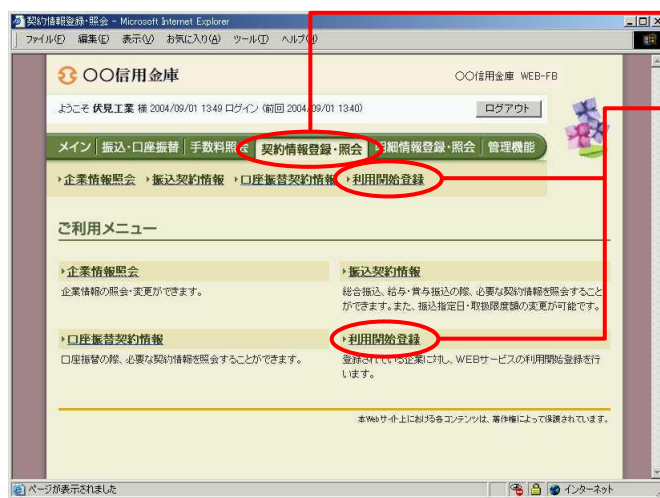 契約情報登録・照会 - Microsoft Internet Explorer
ファイル(F) 編集(E) 表示(V) お気に入り(A) ツール(T) ヘルプ(H)
〇〇信用金庫
〇〇信用金庫 WEB-FB
ようこそ 伏見工業 様 2004/09/01 1349 ログイン (前回 2004/09/01 13:40)
ログアウト
メイン 振込・口座振替 手数料照会 契約情報登録・照会 明細情報登録・照会 管理機能
企業情報照会 振込契約情報 口座振替契約情報 利用開始登録
ご利用メニュー
企業情報照会
企業情報の照会・変更ができます。
振込契約情報
総合振込、給与・賞与振込の際、必要な契約情報を照会すること
ができます。また、振込指定日・取扱限度額の変更が可能です。
口座振替契約情報
口座振替の際、必要な契約情報を照会することができます。
利用開始登録
登録されている企業に対し、WEBサービスの利用開始登録を行
います。
本Webサイト上における各コンテンツは、著作権によって保護されています。
ページが表示されました
インターネット